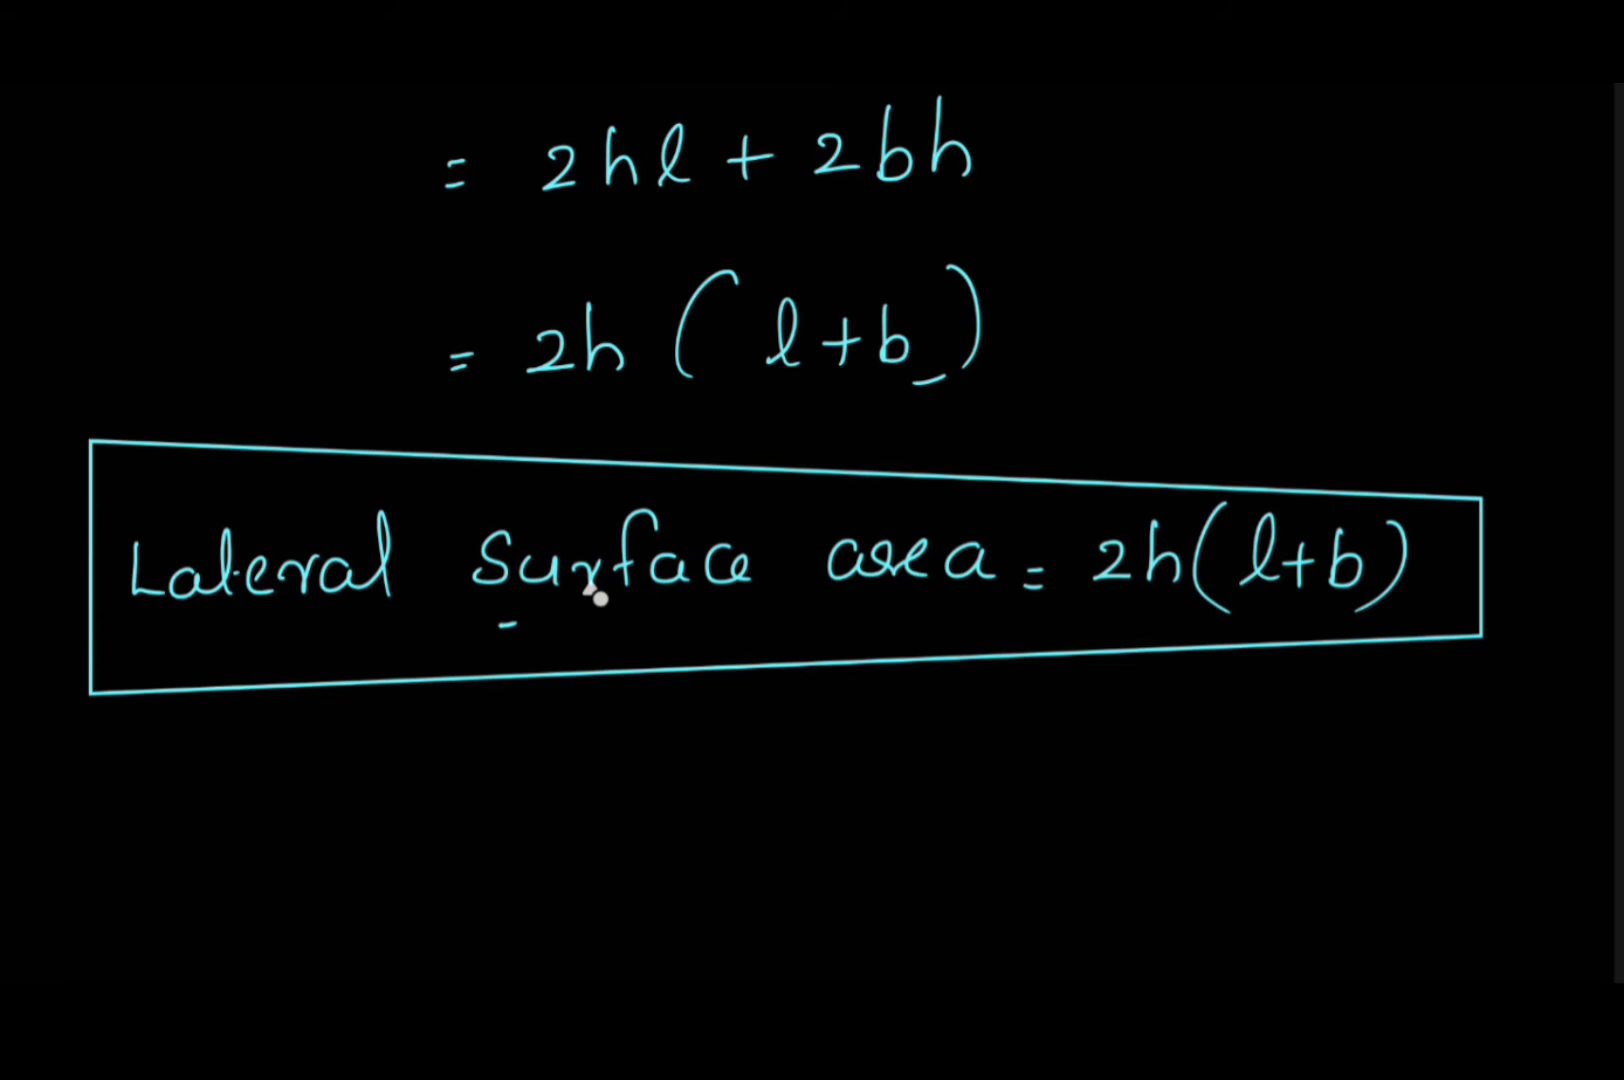 = 2hl + 2bh
= 2h ( l+b )
Lateral Surface area = 2h(l+b)